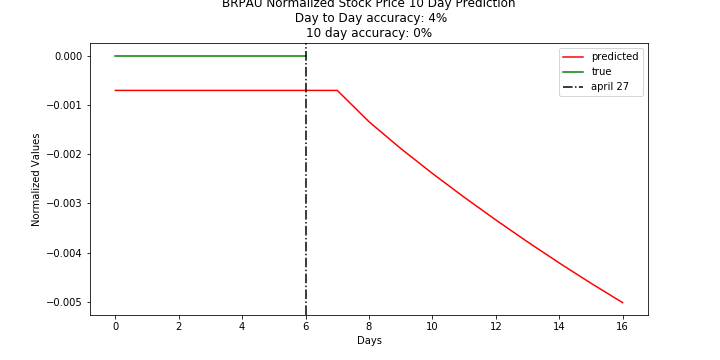 BRPAU Normalized Stock Price 10 Day Prediction
Day to Day accuracy: 4%
10 day accuracy: 0%
predicted
true
april 27
0.000
−0.001
−0.002
−0.003
−0.004
−0.005
Normalized Values
0 2 4 6 8 10 12 14 16
Days